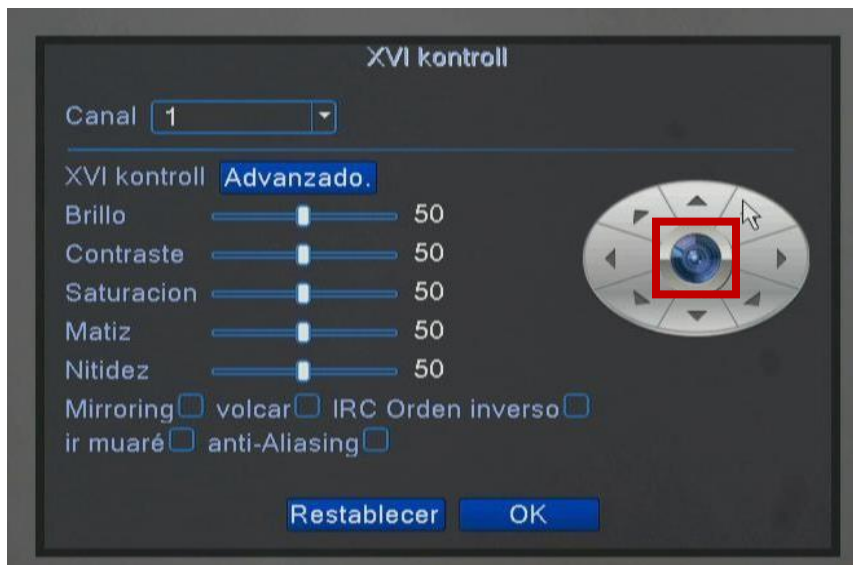 XVI kontroll
Canal 1
XVI kontroll Advanzado.
Brillo 50
Contraste 50
Saturacion 50
Matiz 50
Nitidez 50
Mirroring volcar IRC Orden inverso
ir muaré anti-Aliasing
Restablecer OK